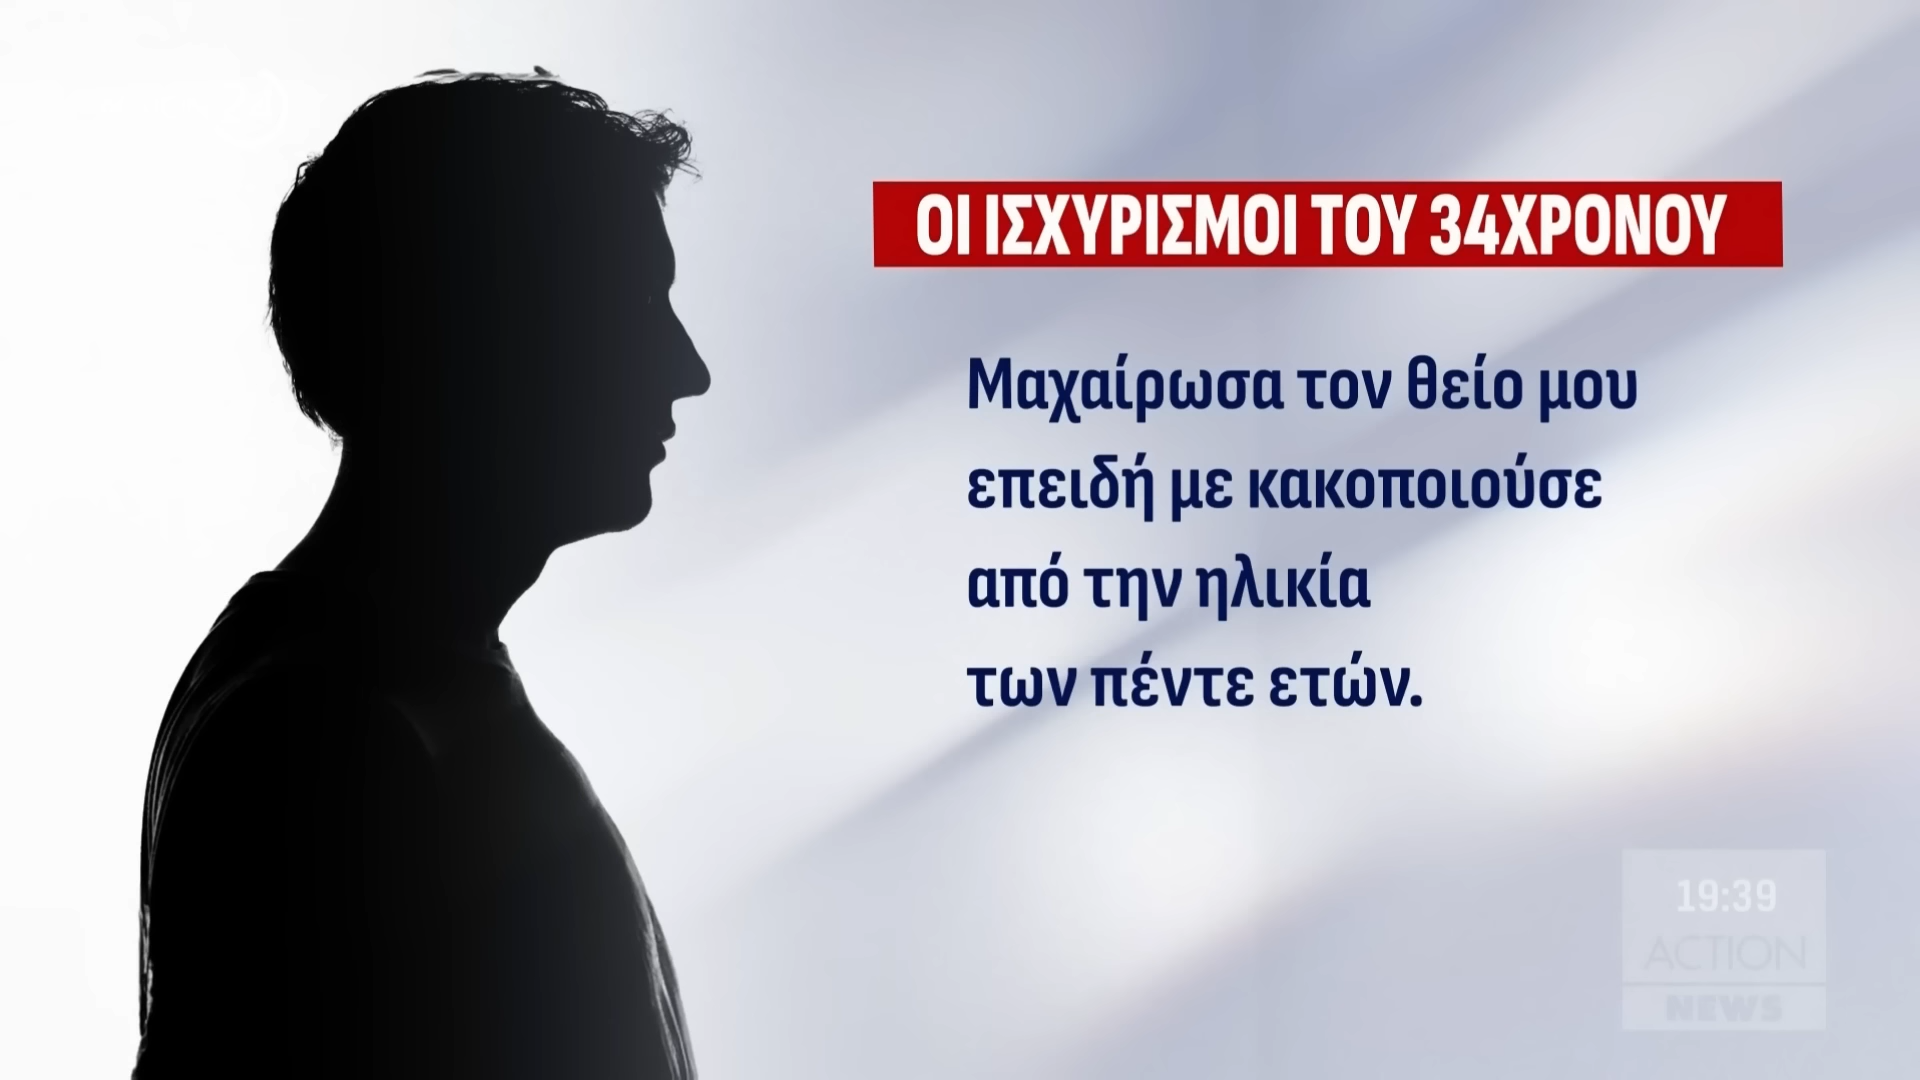 ΟΙ ΙΣΧΥΡΙΣΜΟΙ ΤΟΥ 34ΧΡΟΝΟΥ
Μαχαίρωσα τον θείο μου
επειδή με κακοποιούσε
από την ηλικία
των πέντε ετών.
19:39
ACTION
NEWS